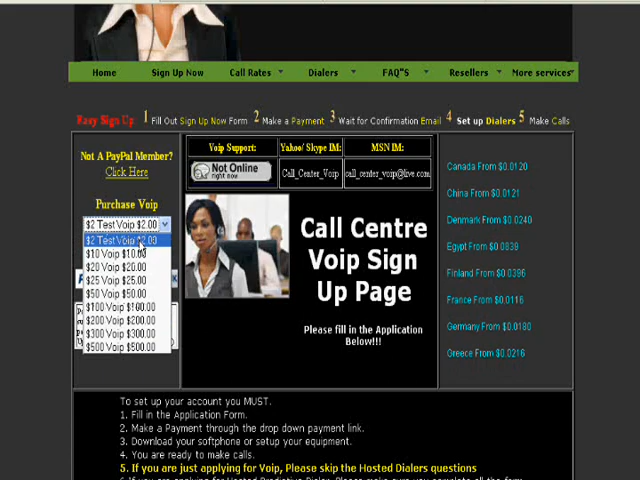 Home Sign Up Now Call Rates Dialers FAQ"S Resellers More services
Easy Sign Up: 1 Fill Out Sign Up Now Form 2 Make a Payment 3 Wait for Confirmation Email 4 Set up Dialers 5 Make Calls
Not A PayPal Member?
Click Here
Purchase Voip
$2 Test Voip $2.00
$2 Test Voip $2.00
$10 Voip $10.00
$20 Voip $20.00
$25 Voip $25.00
$50 Voip $50.00
$100 Voip $100.00
$200 Voip $200.00
$300 Voip $300.00
$500 Voip $500.00
Voip Support: Yahoo/ Skype IM: MSN IM:
Not Online right now Call_Center_Voip call_center_voip@live.com
Call Centre
Voip Sign
Up Page
Please fill in the Application
Below!!!
Canada From $0.0120
China From $0.0121
Denmark From $0.0240
Egypt From $0.0839
Finland From $0.0396
France From $0.0116
Germany From $0.0180
Greece From $0.0216
To set up your account you MUST.
1. Fill in the Application Form.
2. Make a Payment through the drop down payment link.
3. Download your softphone or setup your equipment.
4. You are ready to make calls.
5. If you are just applying for Voip, Please skip the Hosted Dialers questions